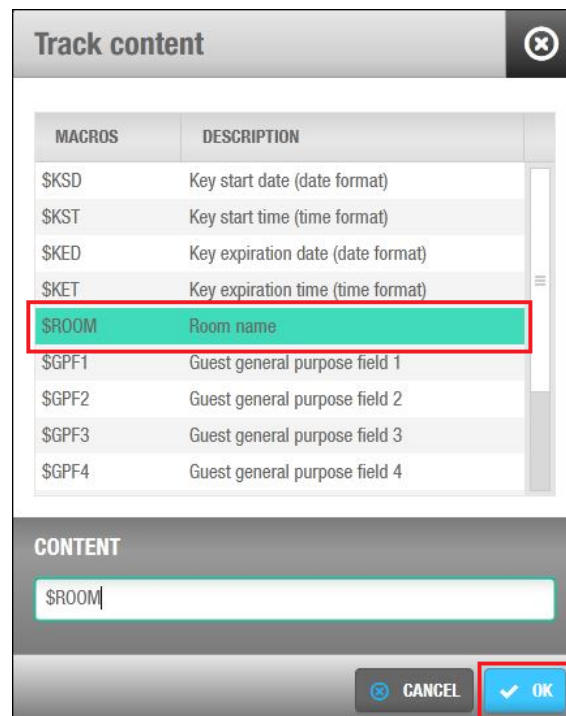 Track content
MACROS DESCRIPTION
$KSD Key start date (date format)
$KST Key start time (time format)
$KED Key expiration date (date format)
$KET Key expiration time (time format)
$ROOM Room name
$GPF1 Guest general purpose field 1
$GPF2 Guest general purpose field 2
$GPF3 Guest general purpose field 3
$GPF4 Guest general purpose field 4
CONTENT
$ROOM
CANCEL OK